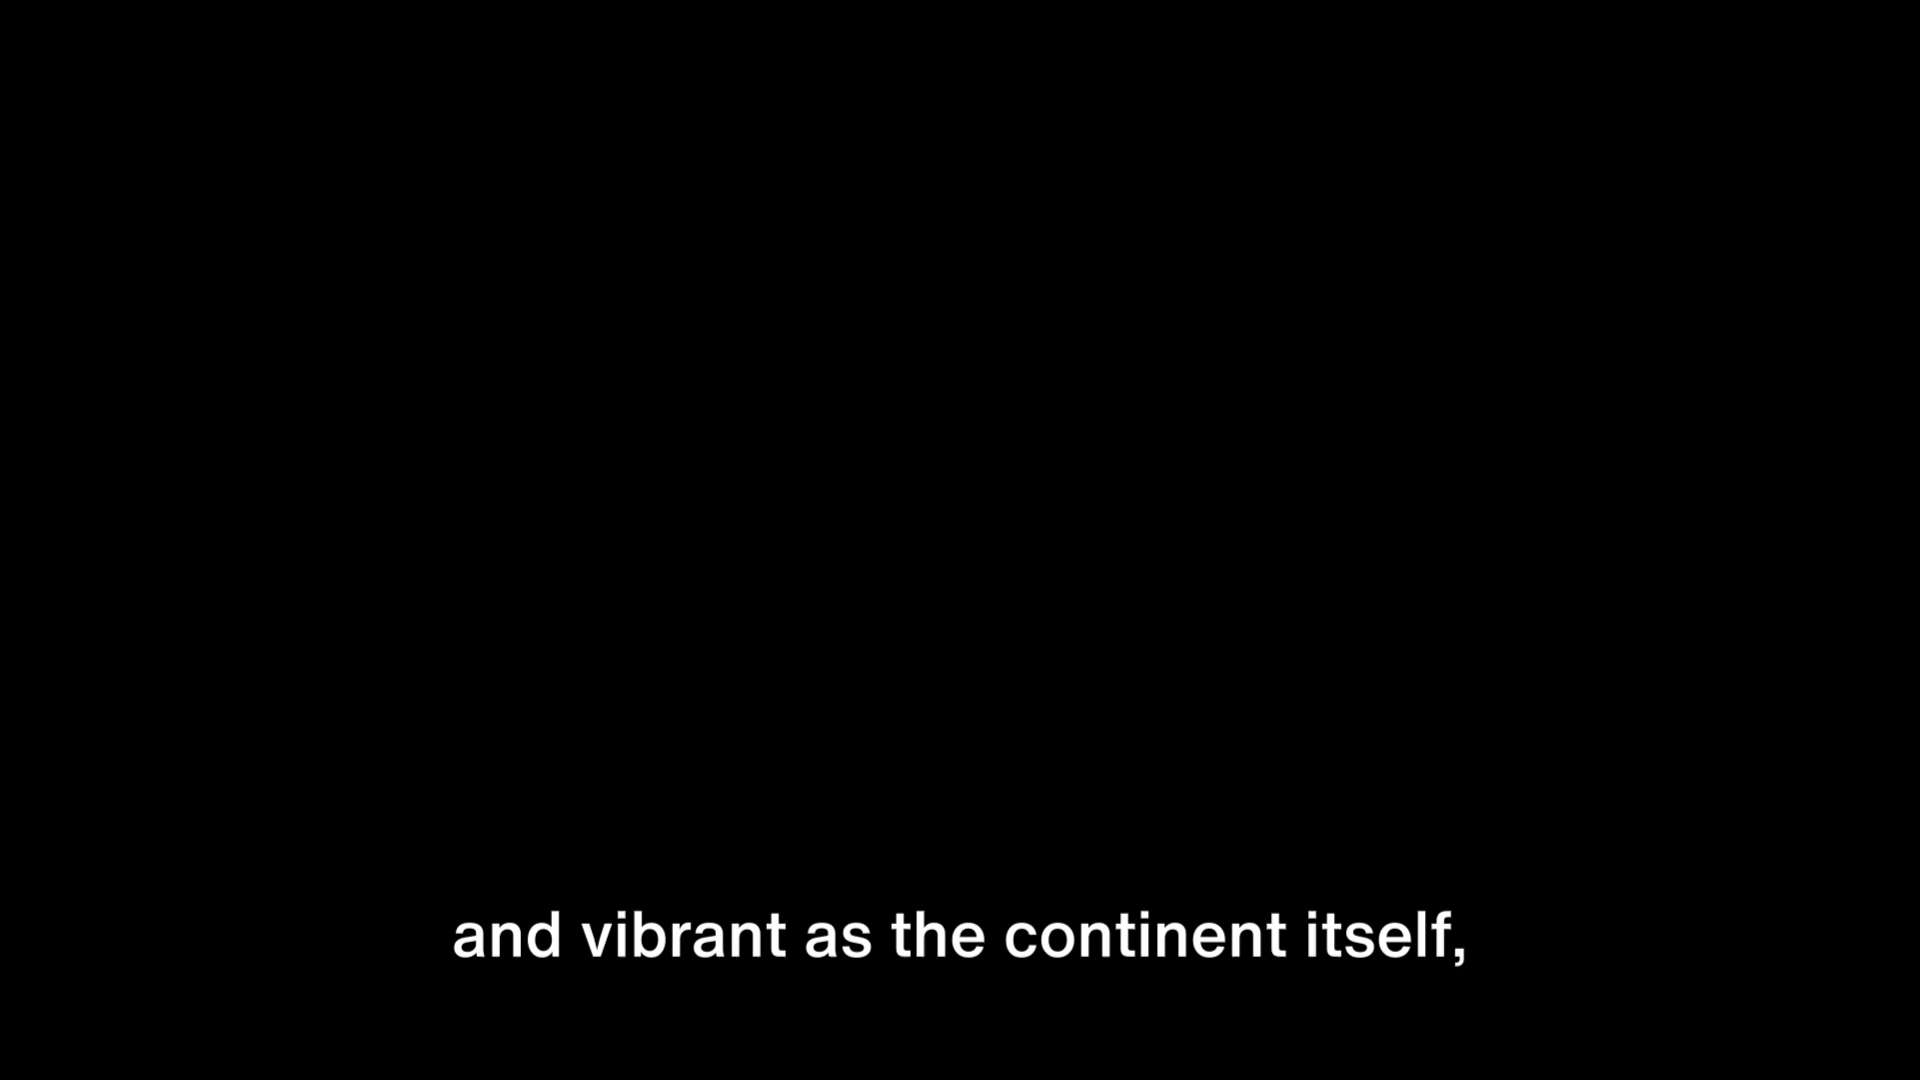 and vibrant as the continent itself,